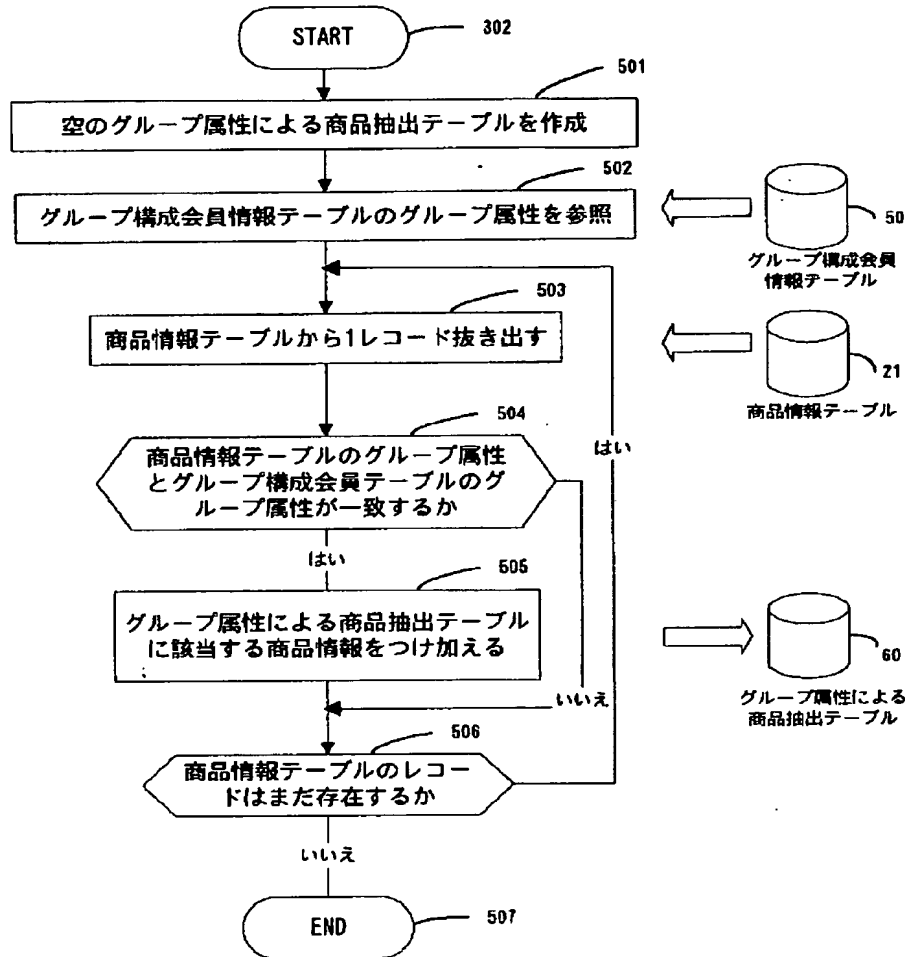 START
302
501
空のグループ属性による商品抽出テーブルを作成
502
グループ構成会員情報テーブルのグループ属性を参照
50
グループ構成会員
情報テーブル
503
商品情報テーブルから1レコード抜き出す
21
商品情報テーブル
504
商品情報テーブルのグループ属性
とグループ構成会員テーブルのグ
ループ属性が一致するか
はい
はい
505
グループ属性による商品抽出テーブル
に該当する商品情報をつけ加える
60
グループ属性による
商品抽出テーブル
いいえ
506
商品情報テーブルのレコー
ドはまだ存在するか
いいえ
END
507